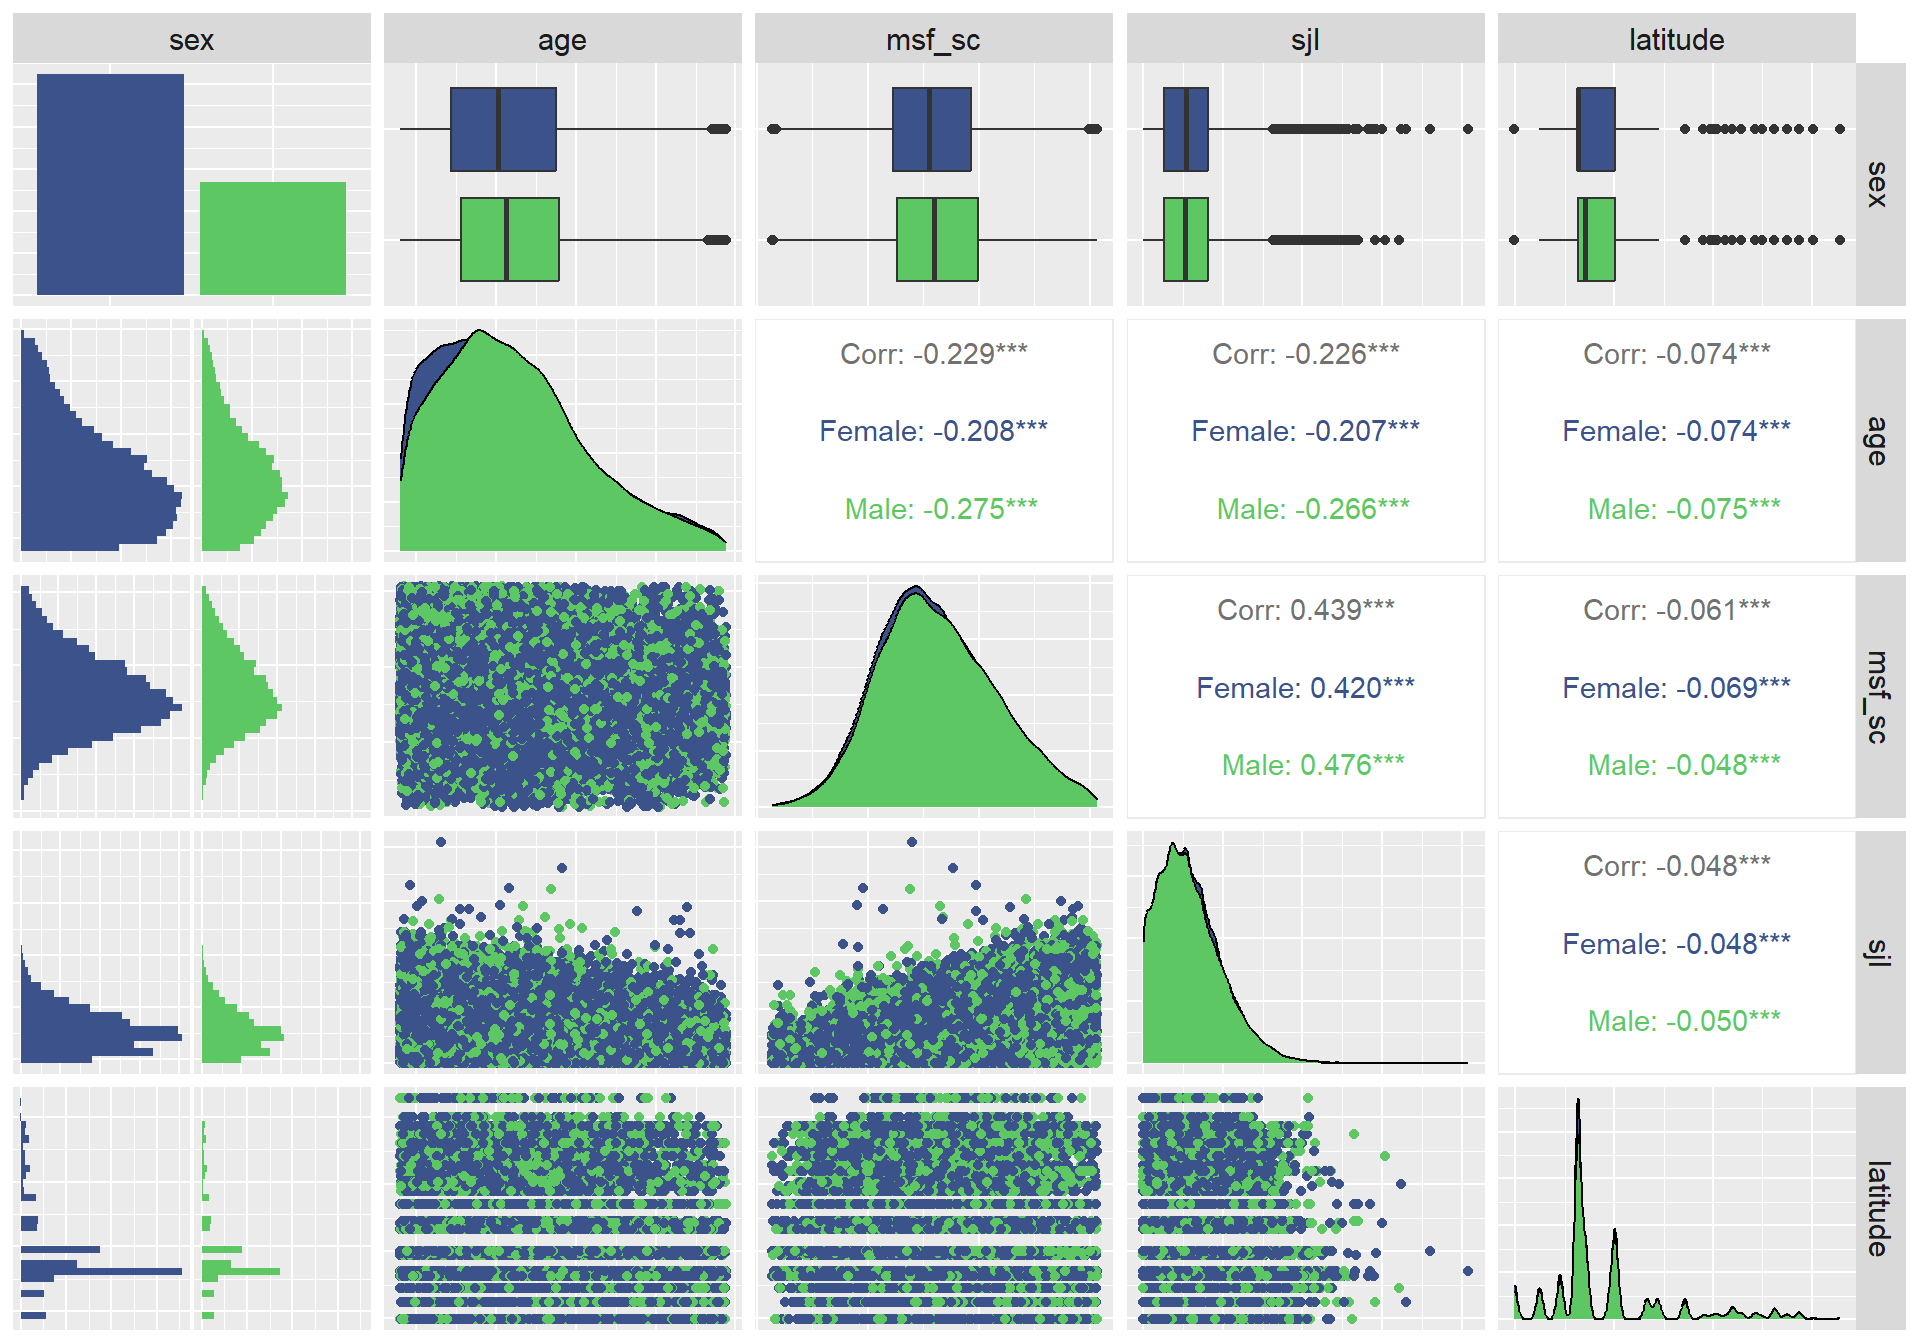 sex
age
msf_sc
sjl
latitude
sex
Corr: -0.229***
Corr: -0.226***
Corr: -0.074***
Female: -0.208***
Female: -0.207***
Female: -0.074***
Male: -0.275***
Male: -0.266***
Male: -0.075***
age
Corr: 0.439***
Corr: -0.061***
Female: 0.420***
Female: -0.069***
Male: 0.476***
Male: -0.048***
msf_sc
Corr: -0.048***
Female: -0.048***
Male: -0.050***
sjl
latitude